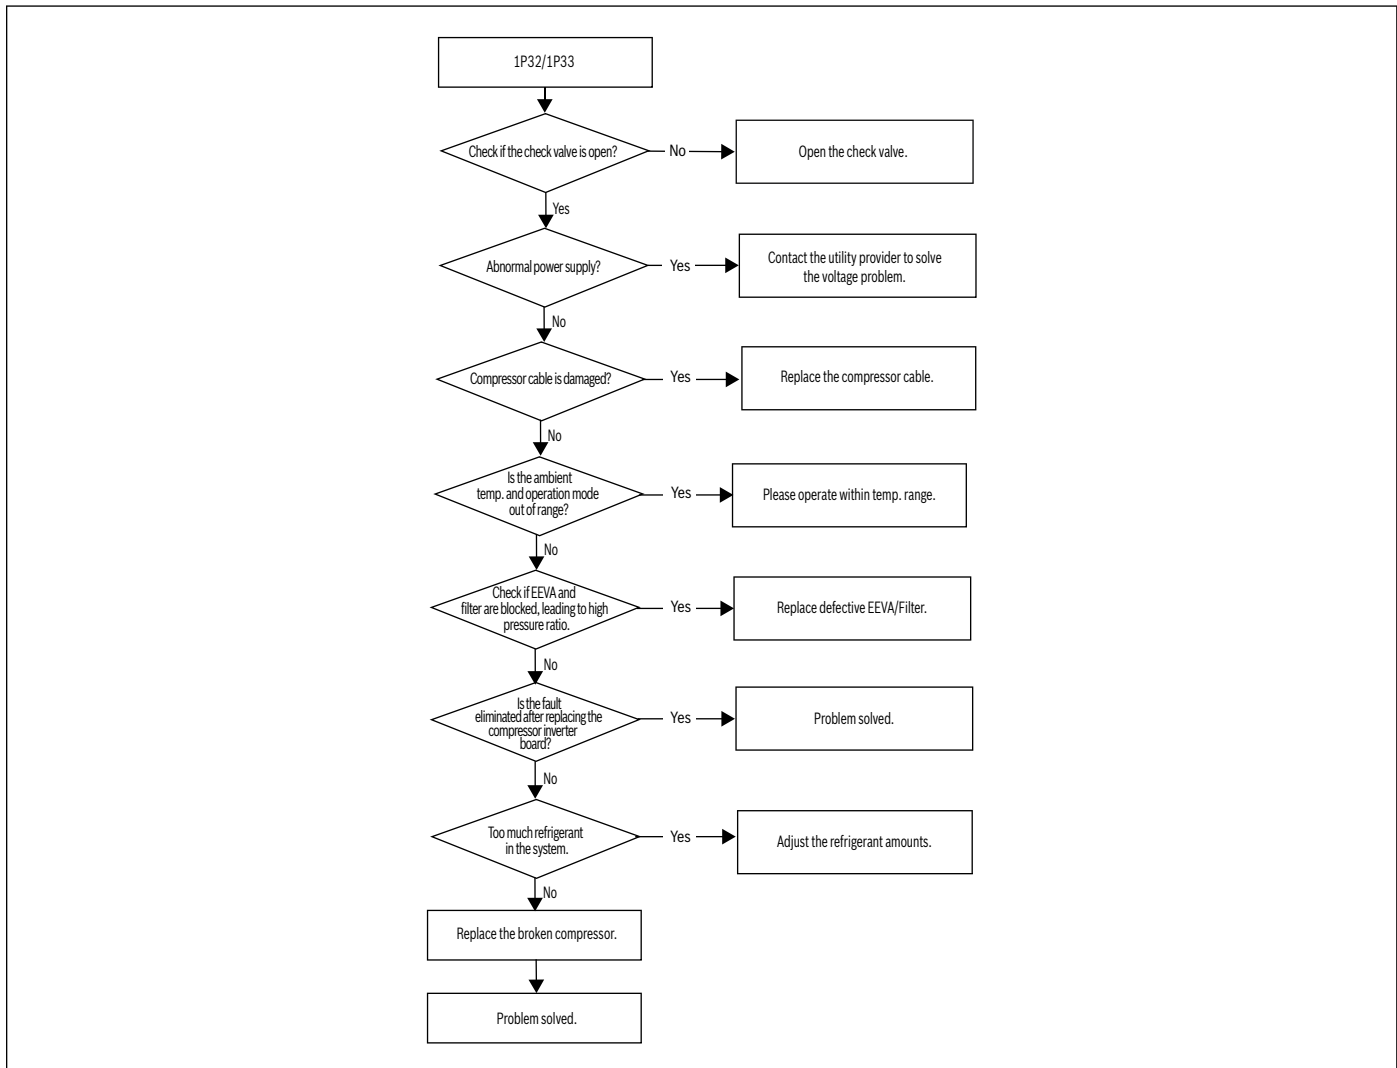 1P32/1P33
Check if the check valve is open?
No
Open the check valve.
Yes
Abnormal power supply?
Yes
Contact the utility provider to solve
the voltage problem.
No
Compressor cable is damaged?
Yes
Replace the compressor cable.
No
Is the ambient
temp. and operation mode
out of range?
Yes
Please operate within temp. range.
No
Check if EEVA and
filter are blocked, leading to high
pressure ratio.
Yes
Replace defective EEVA/Filter.
No
Is the fault
eliminated after replacing the
compressor inverter
board?
Yes
Problem solved.
No
Too much refrigerant
in the system.
Yes
Adjust the refrigerant amounts.
No
Replace the broken compressor.
Problem solved.